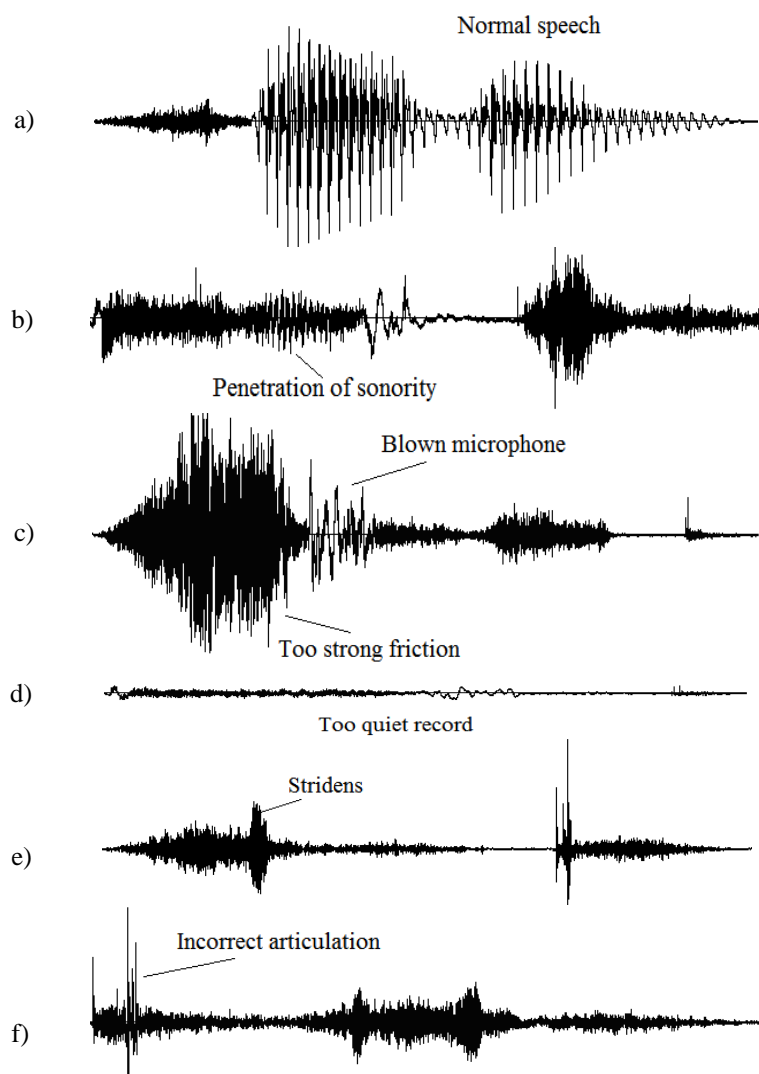 Normal speech
a)
b)
Penetration of sonority
Blown microphone
c)
Too strong friction
d)
Too quiet record
Stridens
e)
Incorrect articulation
f)